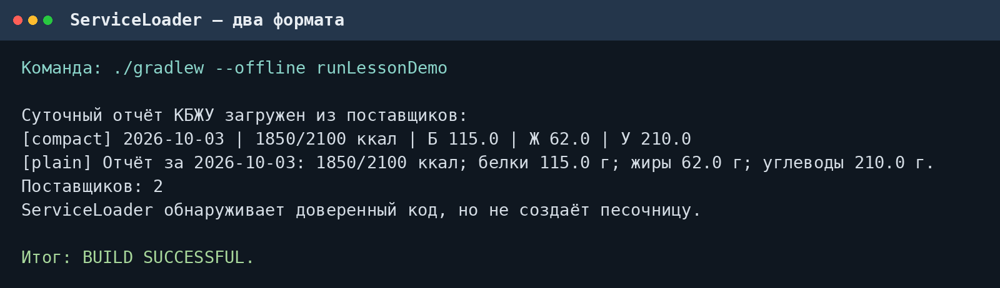 ServiceLoader — два формата
Команда: ./gradlew --offline runLessonDemo
Суточный отчёт КБЖУ загружен из поставщиков:
[compact] 2026-10-03 | 1850/2100 ккал | Б 115.0 | Ж 62.0 | У 210.0
[plain] Отчёт за 2026-10-03: 1850/2100 ккал; белки 115.0 г; жиры 62.0 г; углеводы 210.0 г.
Поставщиков: 2
ServiceLoader обнаруживает доверенный код, но не создаёт песочницу.
Итог: BUILD SUCCESSFUL.